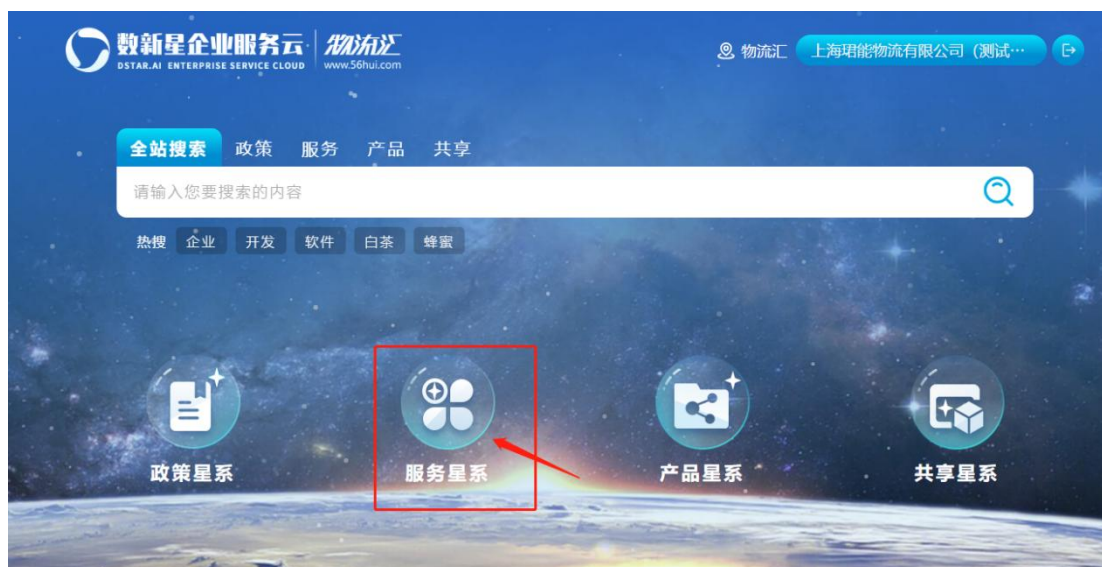 数新星企业服务云 物流汇
DSTAR.AI ENTERPRISE SERVICE CLOUD www.56hui.com
物流汇 上海珺能物流有限公司（测试…
全站搜索 政策 服务 产品 共享
请输入您要搜索的内容
热搜 企业 开发 软件 白茶 蜂蜜
政策星系 服务星系 产品星系 共享星系